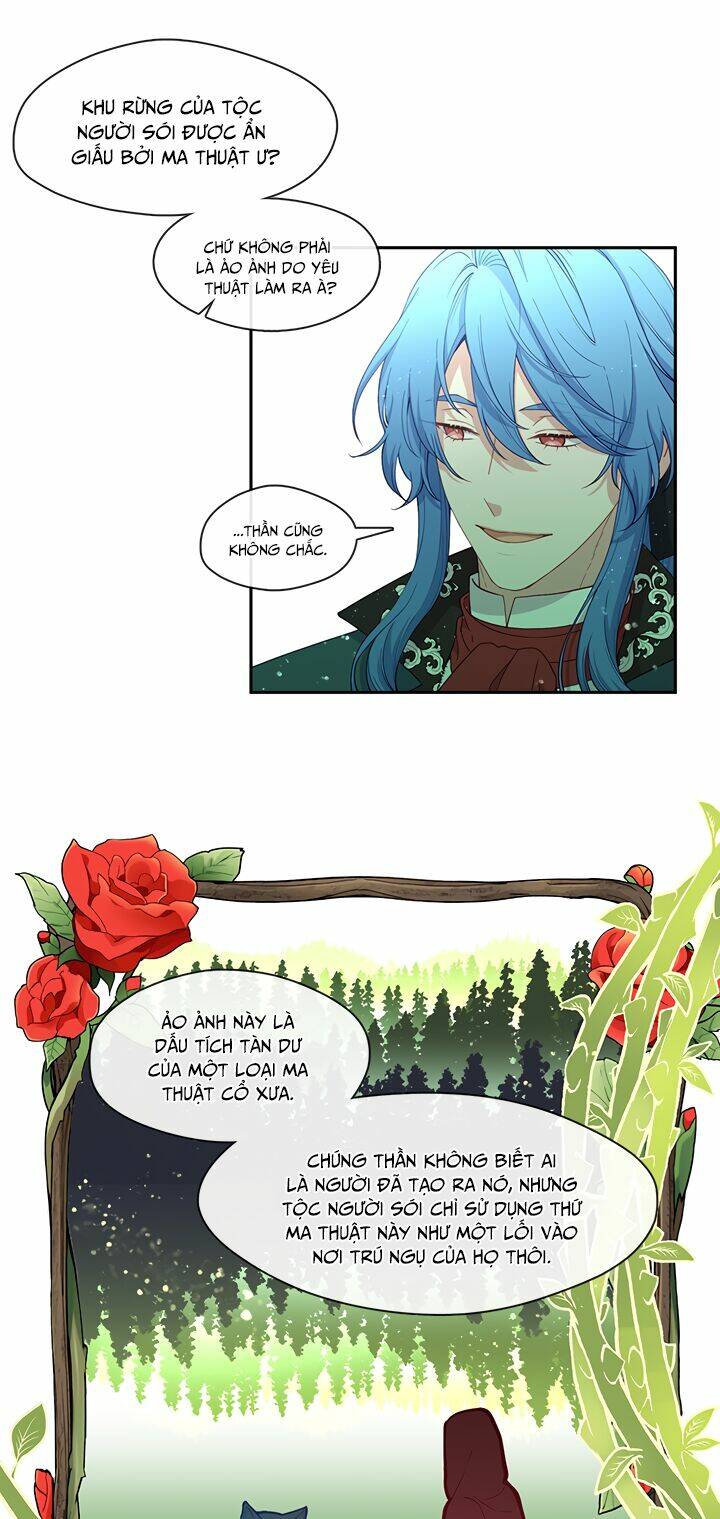 KHU RỪNG CỦA TỘC
NGƯỜI SÓI ĐƯỢC ẨN
GIẤU BỞI MA THUẬT Ư?
CHỨ KHÔNG PHẢI
LÀ ẢO ẢNH DO YÊU
THUẬT LÀM RA À?
...THẦN CŨNG
KHÔNG CHẮC.
ẢO ẢNH NÀY LÀ
DẤU TÍCH TÀN DƯ
CỦA MỘT LOẠI MA
THUẬT CỔ XƯA.
CHÚNG THẦN KHÔNG BIẾT AI
LÀ NGƯỜI ĐÃ TẠO RA NÓ, NHƯNG
TỘC NGƯỜI SÓI CHỈ SỬ DỤNG THỨ
MA THUẬT NÀY NHƯ MỘT LỐI VÀO
NƠI TRÚ NGỤ CỦA HỌ THÔI.